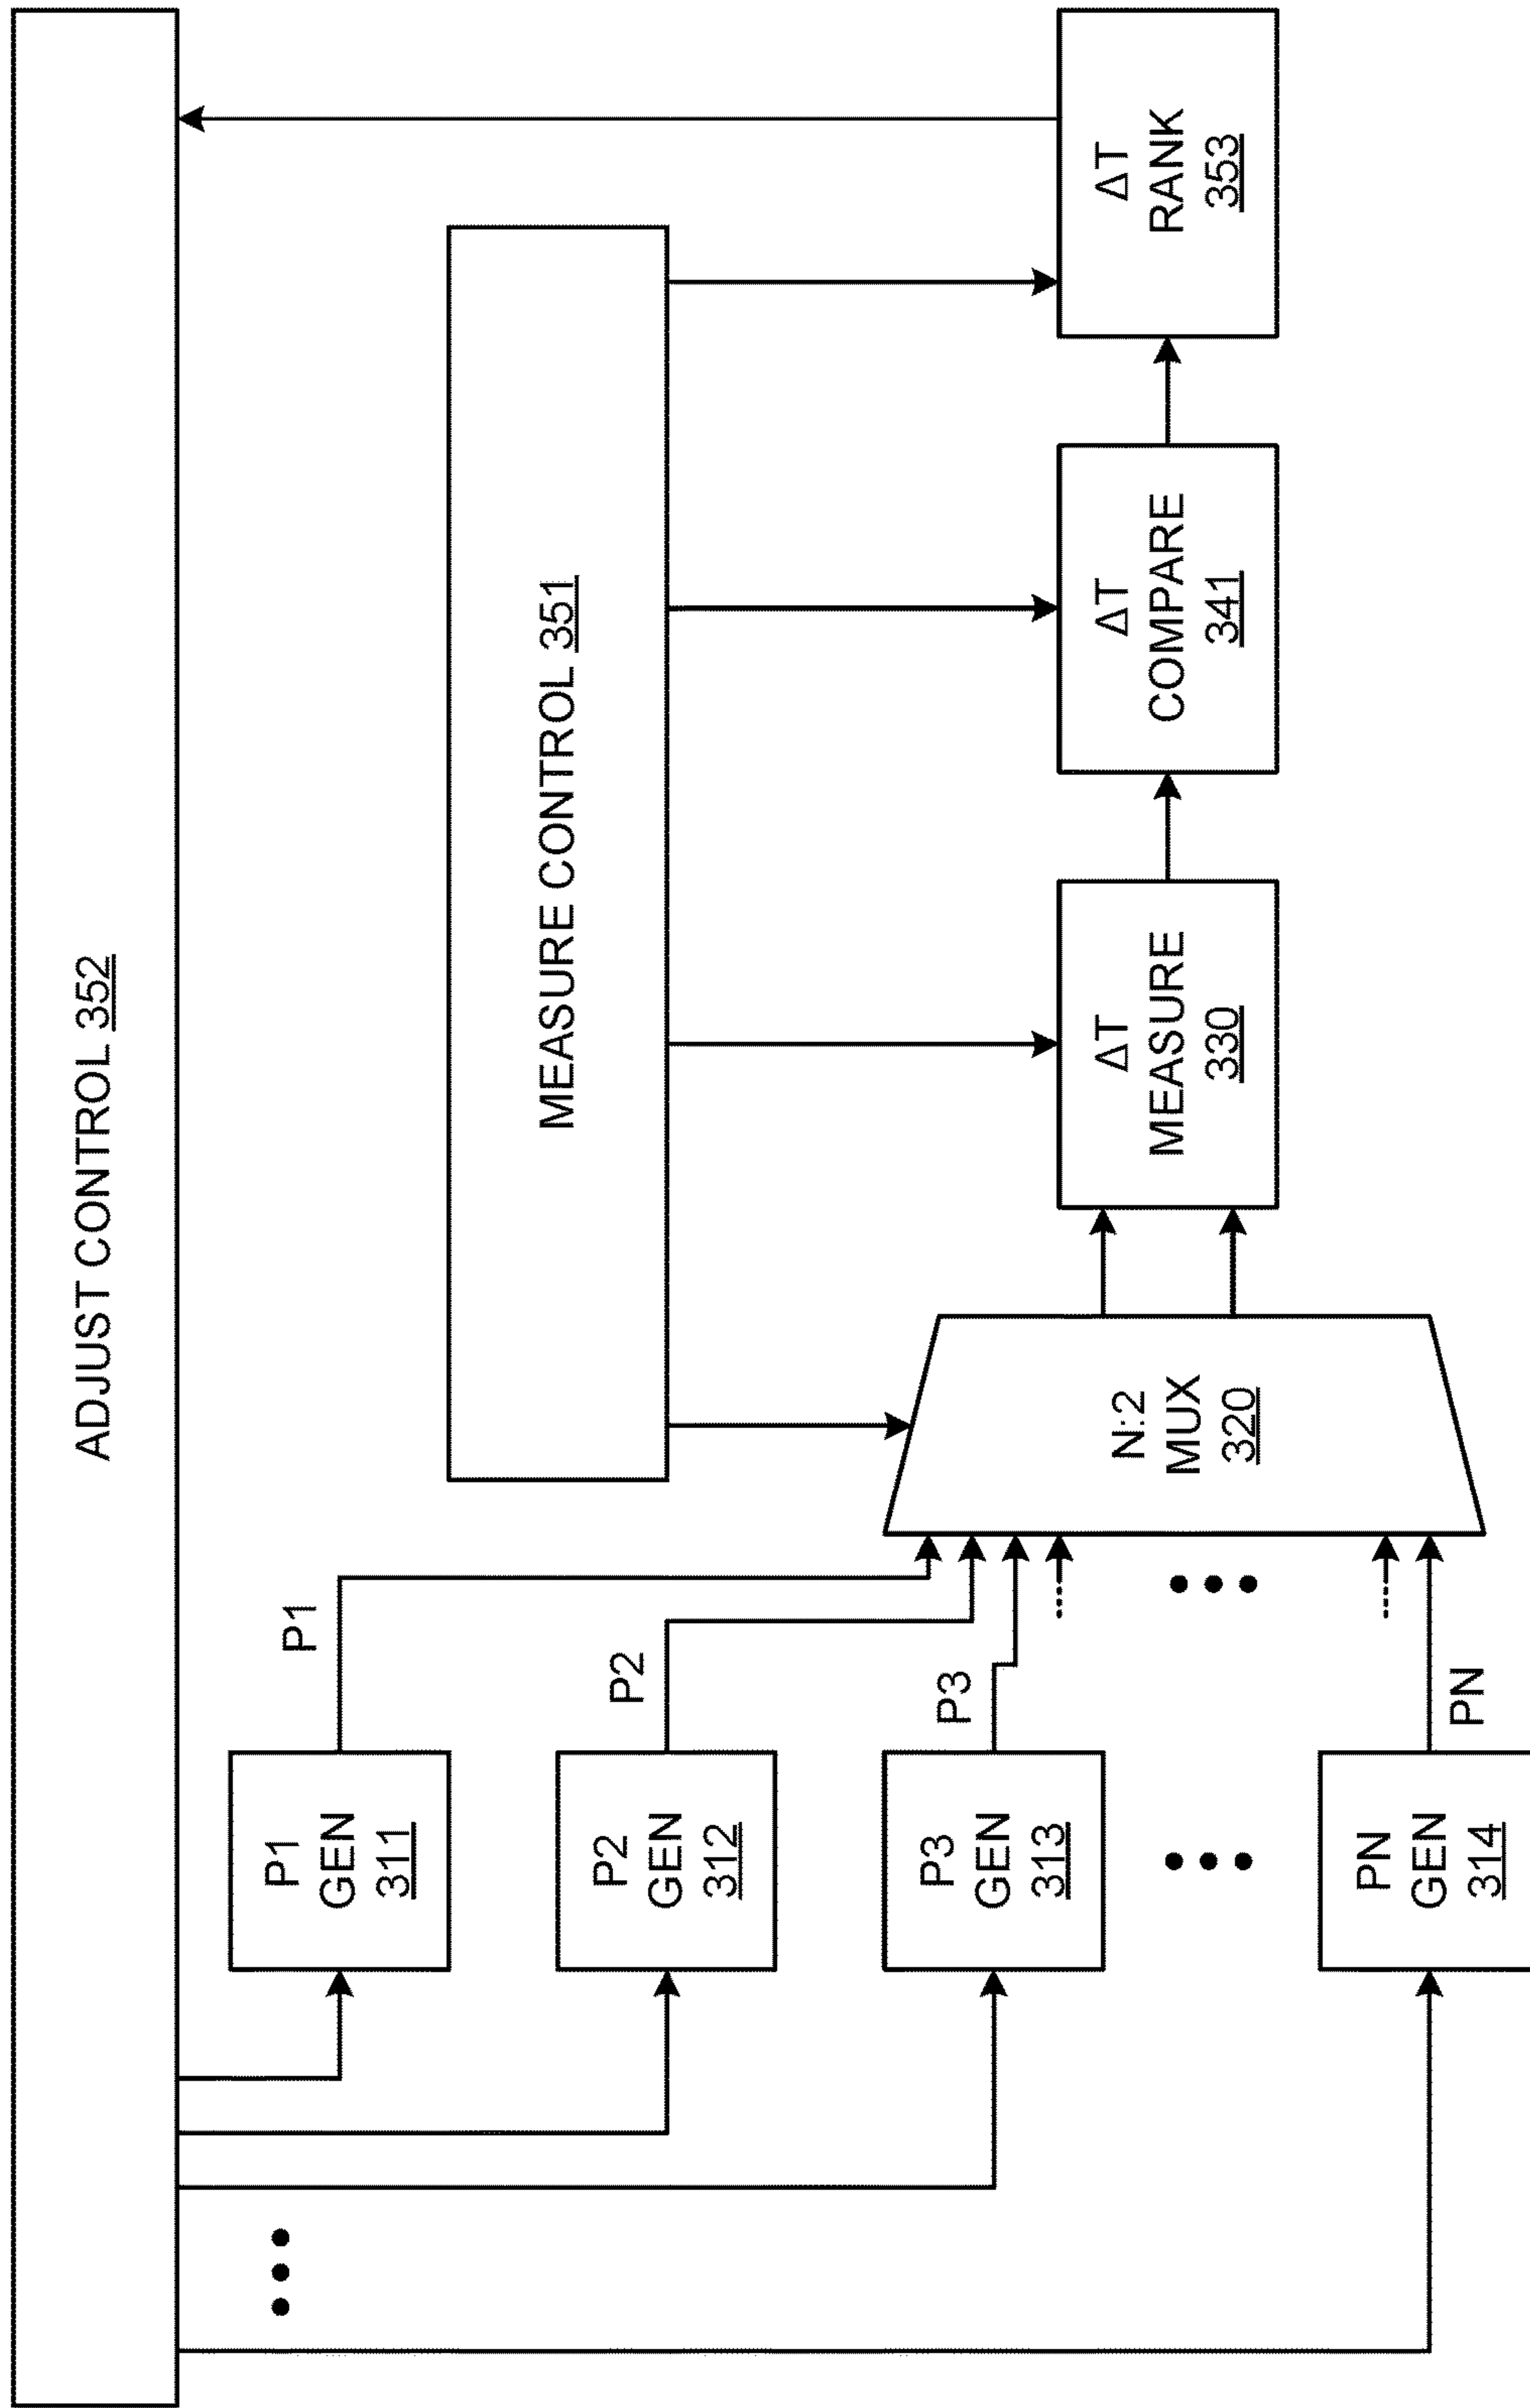 ADJUST CONTROL 352
MEASURE CONTROL 351
P1
GEN
311
P1
P2
GEN
312
P2
P3
GEN
313
P3
PN
GEN
314
PN
N:2
MUX
320
ΔT
MEASURE
330
ΔT
COMPARE
341
ΔT
RANK
353